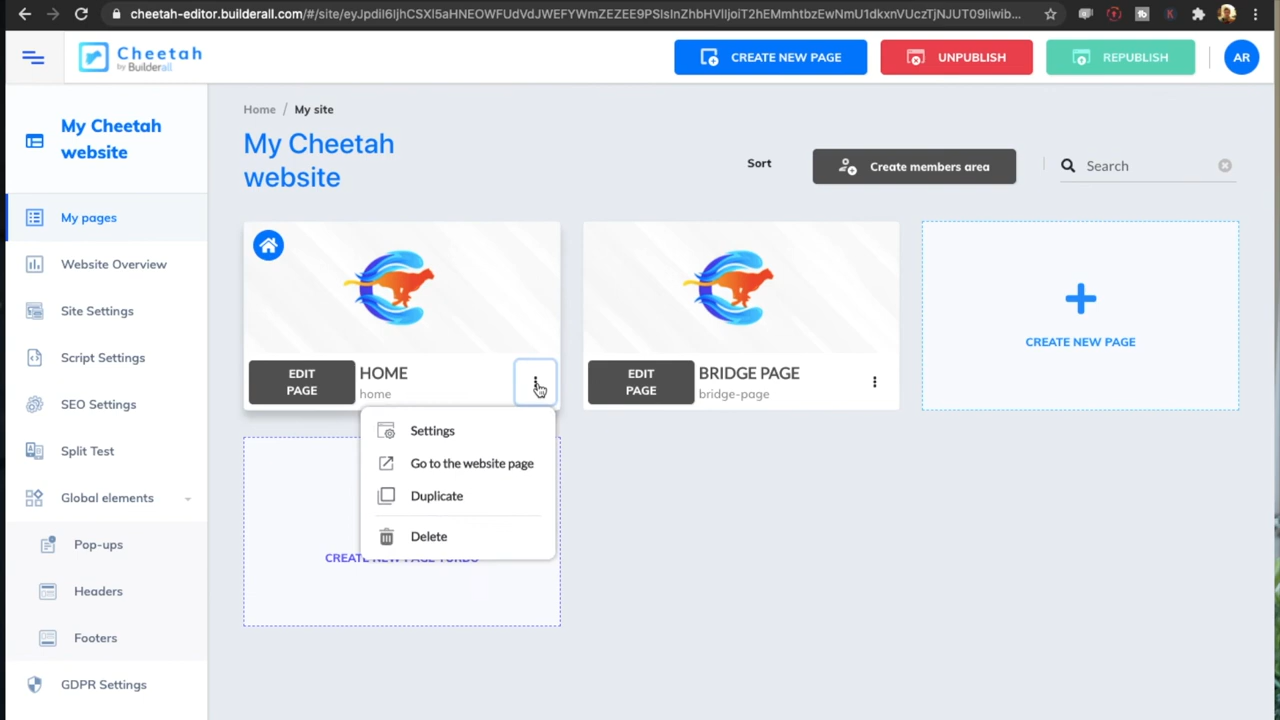 cheetah-editor.builderall.com/#/site/eyJpdiI6IjhCSXI5aHNEOWFUdVdJWEFYWmZEZEE9PSIsInZhbHVlIjoiT2hEMmhtbzEwNmU1dkxnVUczTjNJUT09Iiwib...
Cheetah
by Builderall
CREATE NEW PAGE
UNPUBLISH
REPUBLISH
AR
My Cheetah
website
My pages
Website Overview
Site Settings
Script Settings
SEO Settings
Split Test
Global elements
Pop-ups
Headers
Footers
GDPR Settings
Home / My site
My Cheetah
website
Sort
Create members area
Search
EDIT
PAGE
HOME
home
EDIT
PAGE
BRIDGE PAGE
bridge-page
CREATE NEW PAGE
Settings
Go to the website page
Duplicate
Delete
CREATE NEW PAGE TURBO